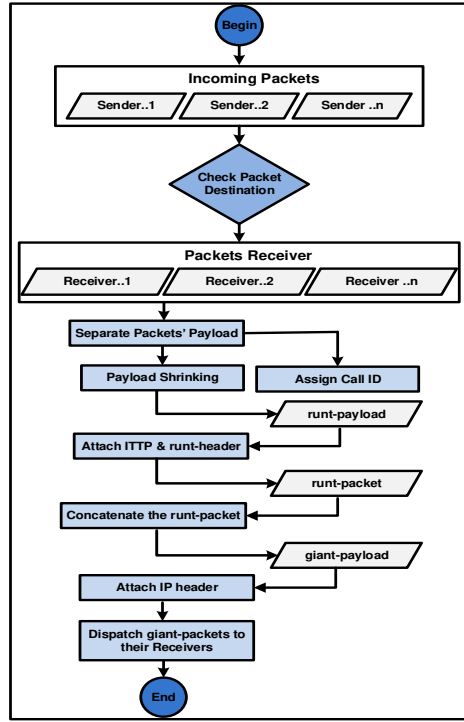 Begin
Incoming Packets
Sender..1 Sender..2 Sender ..n
Check Packet
Destination
Packets Receiver
Receiver..1 Receiver..2 Receiver ..n
Separate Packets' Payload
Payload Shrinking
Assign Call ID
runt-payload
Attach ITTP & runt-header
runt-packet
Concatenate the runt-packet
giant-payload
Attach IP header
Dispatch giant-packets to
their Receivers
End